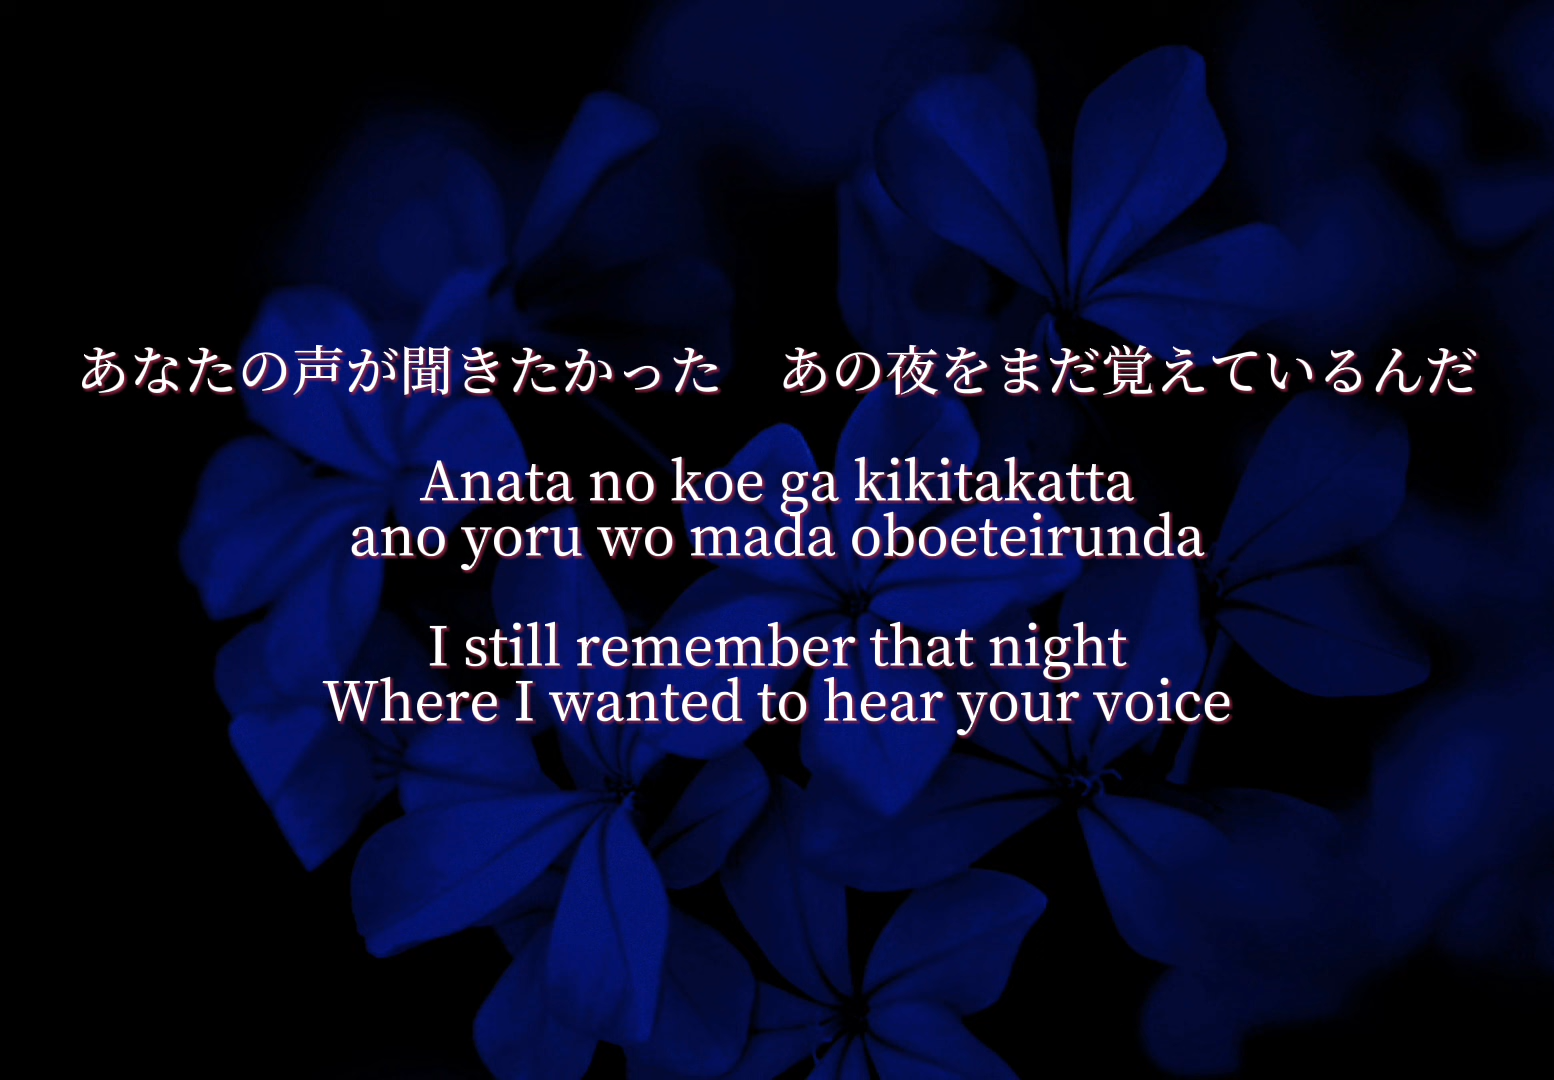 あなたの声が聞きたかった　あの夜をまだ覚えているんだ
Anata no koe ga kikitakatta
ano yoru wo mada oboeteirunda
I still remember that night
Where I wanted to hear your voice